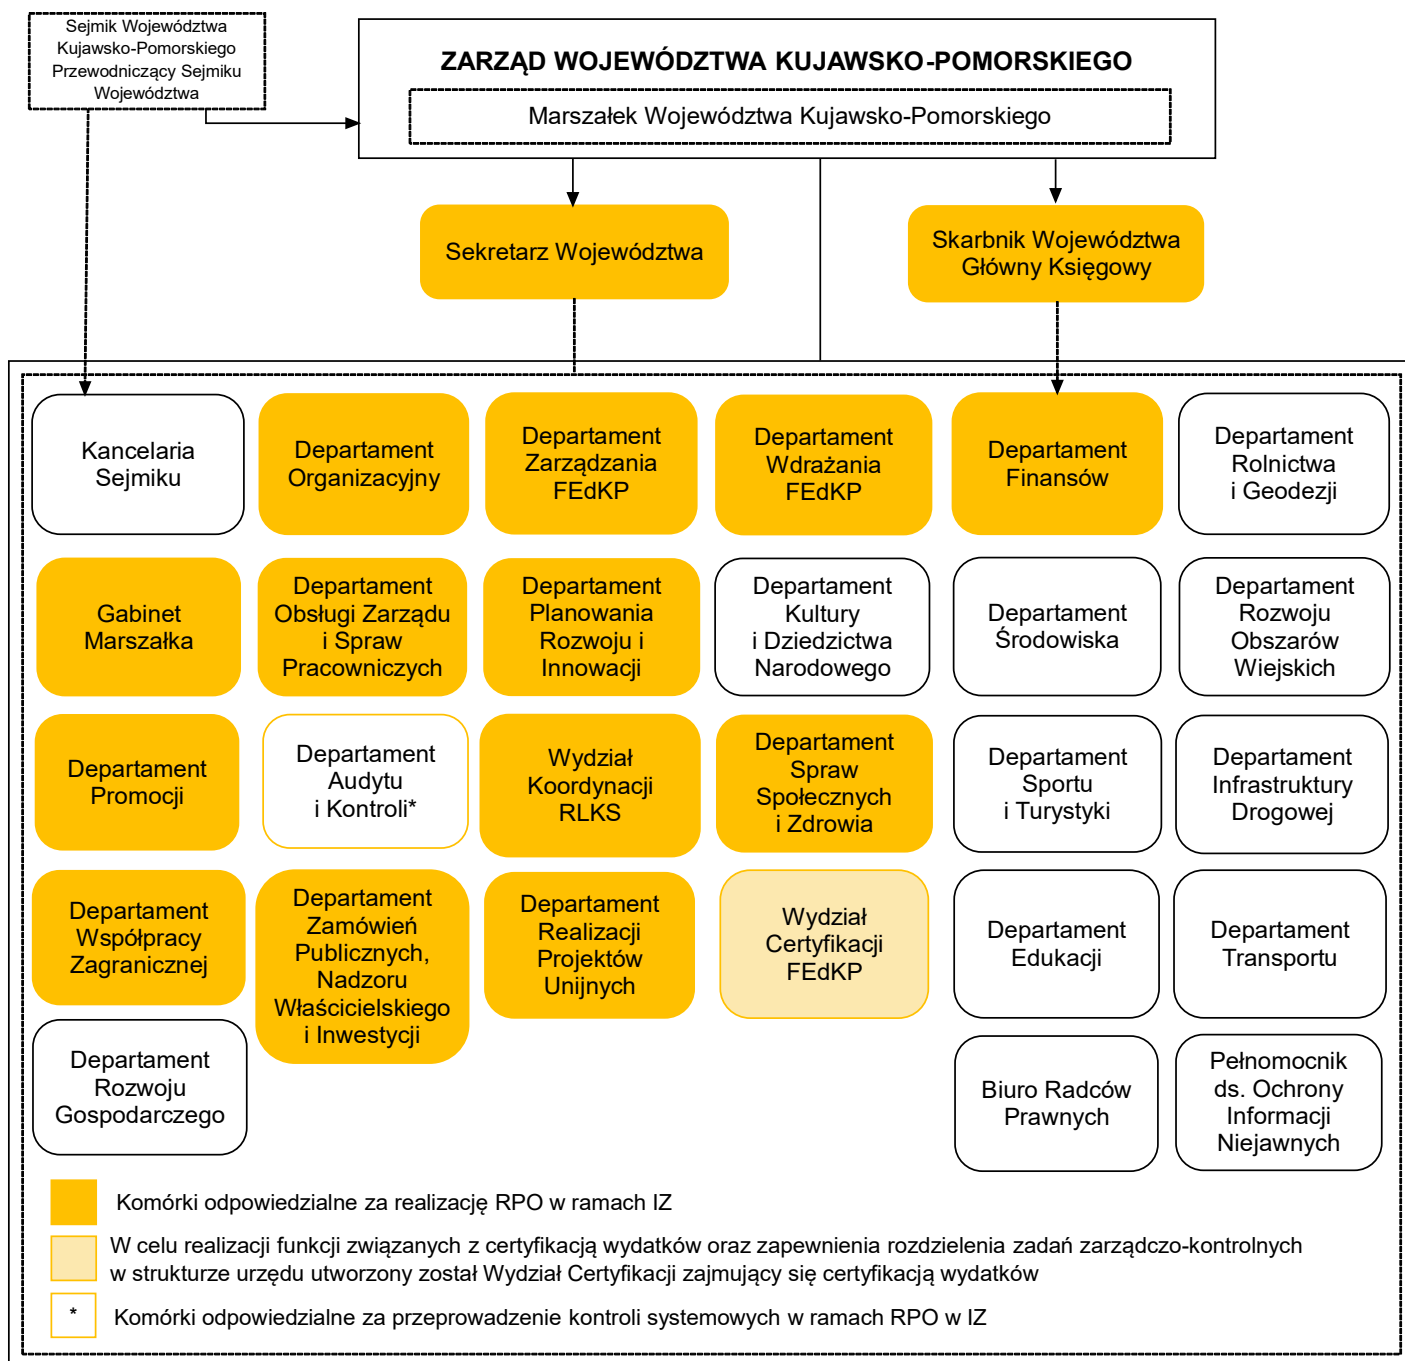 Sejmik Województwa
Kujawsko-Pomorskiego
Przewodniczący Sejmiku
Województwa
ZARZĄD WOJEWÓDZTWA KUJAWSKO-POMORSKIEGO
Marszałek Województwa Kujawsko-Pomorskiego
Sekretarz Województwa
Skarbnik Województwa
Główny Księgowy
Kancelaria
Sejmiku
Departament
Organizacyjny
Departament
Zarządzania
FEdKP
Departament
Wdrażania
FEdKP
Departament
Finansów
Departament
Rolnictwa
i Geodezji
Gabinet
Marszałka
Departament
Obsługi Zarządu
i Spraw
Pracowniczych
Departament
Planowania
Rozwoju i
Innowacji
Departament
Kultury
i Dziedzictwa
Narodowego
Departament
Środowiska
Departament
Rozwoju
Obszarów
Wiejskich
Departament
Promocji
Departament
Audytu
i Kontroli*
Wydział
Koordynacji
RLKS
Departament
Spraw
Społecznych
i Zdrowia
Departament
Sportu
i Turystyki
Departament
Infrastruktury
Drogowej
Departament
Współpracy
Zagranicznej
Departament
Zamówień
Publicznych,
Nadzoru
Właścicielskiego
i Inwestycji
Departament
Realizacji
Projektów
Unijnych
Wydział
Certyfikacji
FEdKP
Departament
Edukacji
Departament
Transportu
Departament
Rozwoju
Gospodarczego
Biuro Radców
Prawnych
Pełnomocnik
ds. Ochrony
Informacji
Niejawnych
Komórki odpowiedzialne za realizację RPO w ramach IZ
W celu realizacji funkcji związanych z certyfikacją wydatków oraz zapewnienia rozdzielenia zadań zarządczo-kontrolnych
w strukturze urzędu utworzony został Wydział Certyfikacji zajmujący się certyfikacją wydatków
* Komórki odpowiedzialne za przeprowadzenie kontroli systemowych w ramach RPO w IZ